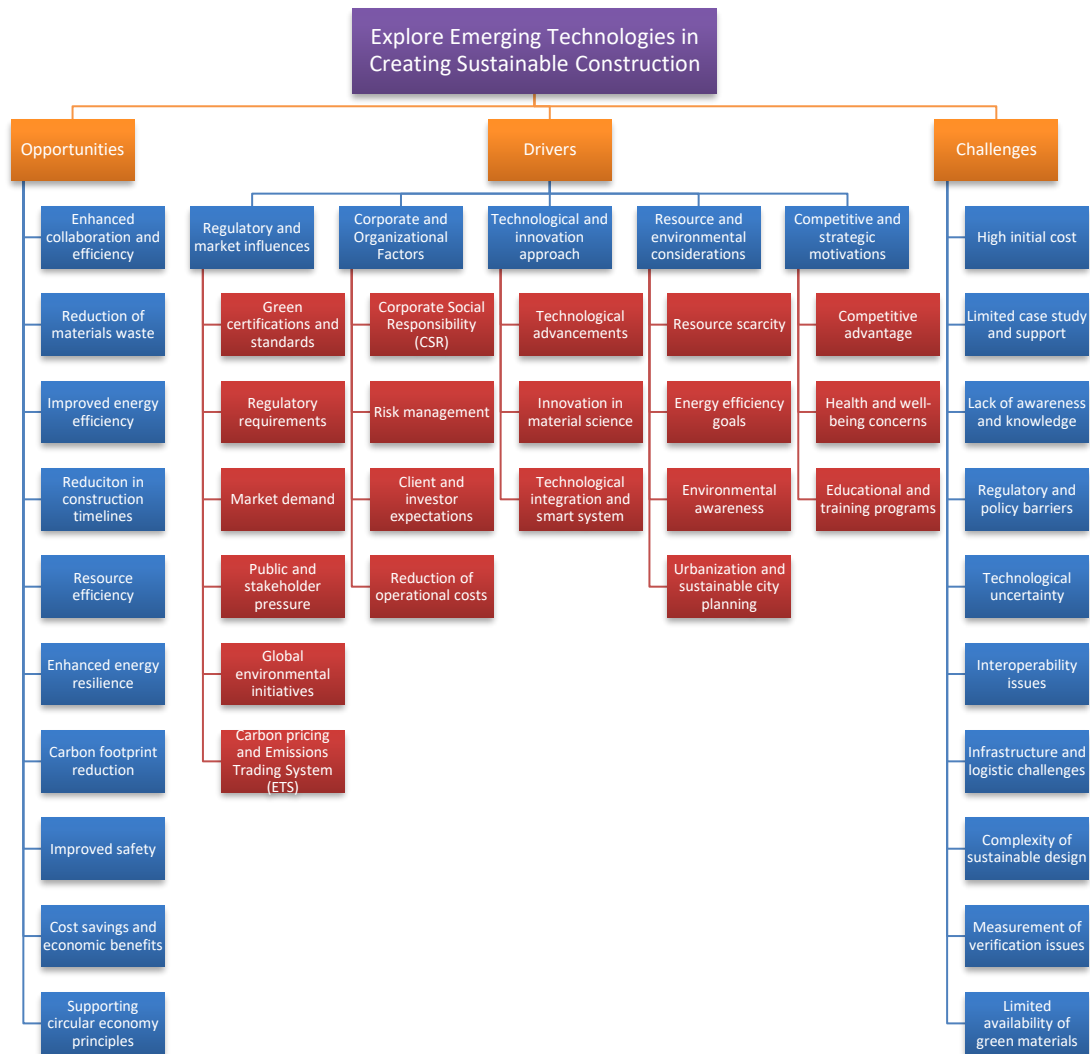 Explore Emerging Technologies in
Creating Sustainable Construction
Opportunities
Drivers
Challenges
Enhanced
collaboration and
efficiency
Reduction of
materials waste
Improved energy
efficiency
Reduciton in
construction
timelines
Resource
efficiency
Enhanced energy
resilience
Carbon footprint
reduction
Improved safety
Cost savings and
economic benefits
Supporting
circular economy
principles
Regulatory and
market influences
Green
certifications and
standards
Regulatory
requirements
Market demand
Public and
stakeholder
pressure
Global
environmental
initiatives
Carbon pricing
and Emissions
Trading System
(ETS)
Corporate and
Organizational
Factors
Corporate Social
Responsibility
(CSR)
Risk management
Client and
investor
expectations
Reduction of
operational costs
Technological and
innovation
approach
Technological
advancements
Innovation in
material science
Technological
integration and
smart system
Resource and
environmental
considerations
Resource scarcity
Energy efficiency
goals
Environmental
awareness
Urbanization and
sustainable city
planning
Competitive and
strategic
motivations
Competitive
advantage
Health and well-
being concerns
Educational and
training programs
High initial cost
Limited case study
and support
Lack of awareness
and knowledge
Regulatory and
policy barriers
Technological
uncertainty
Interoperability
issues
Infrastructure and
logistic challenges
Complexity of
sustainable design
Measurement of
verification issues
Limited
availability of
green materials